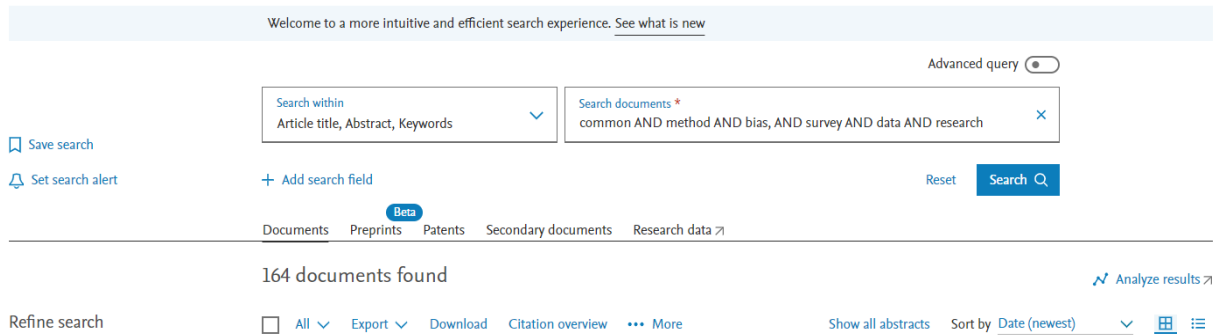 Welcome to a more intuitive and efficient search experience. See what is new
Advanced query
Search within
Article title, Abstract, Keywords
Search documents *
common AND method AND bias, AND survey AND data AND research
Save search
Set search alert
+ Add search field
Reset
Search
Beta
Documents Preprints Patents Secondary documents Research data
164 documents found
Analyze results
Refine search
All Export Download Citation overview ••• More Show all abstracts Sort by Date (newest)